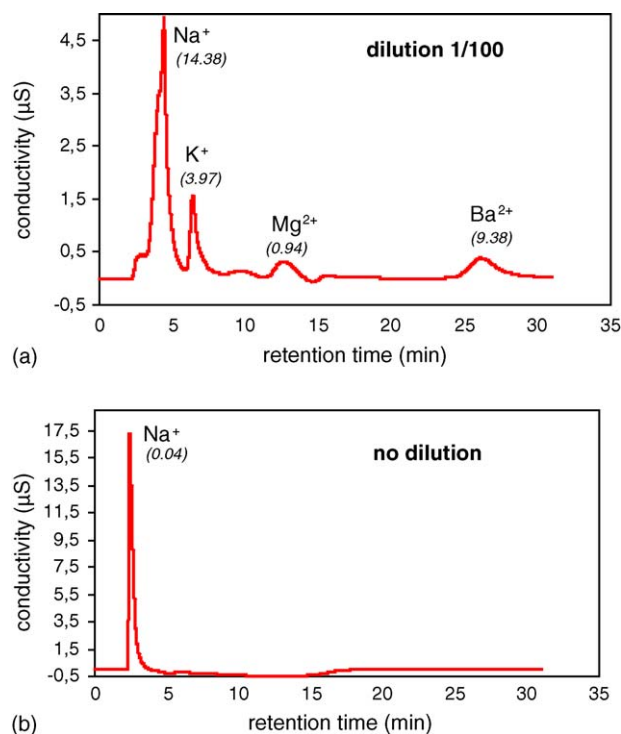 4,5
3,5
2,5
1,5
0,5
-0,5
conductivity (µS)
Na⁺
(14.38)
dilution 1/100
K⁺
(3.97)
Mg²⁺
(0.94)
Ba²⁺
(9.38)
0 5 10 15 20 25 30 35
(a) retention time (min)
17,5
15,5
13,5
11,5
9,5
7,5
5,5
3,5
1,5
-0,5
conductivity (µS)
Na⁺
(0.04)
no dilution
0 5 10 15 20 25 30 35
(b) retention time (min)